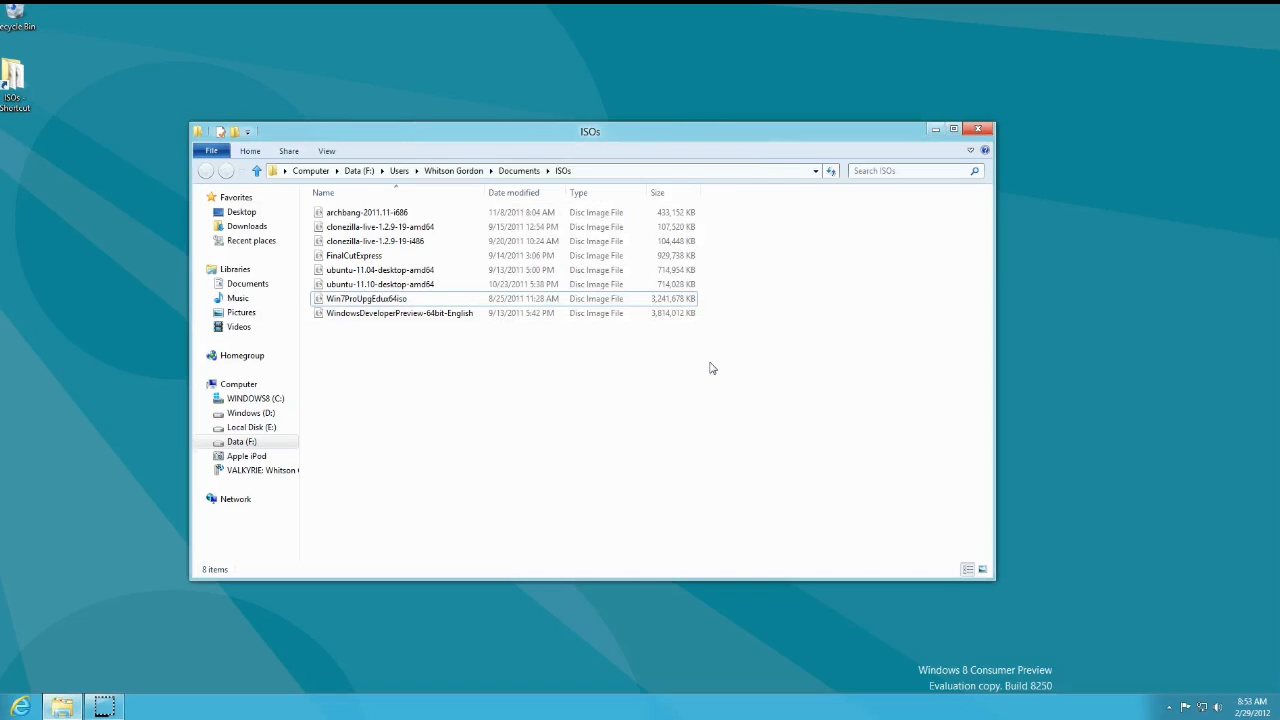 ecycle Bin
ISOs -
Shortcut
ISOs
File Home Share View
Computer Data (F:) Users Whitson Gordon Documents ISOs
Search ISOs
Name Date modified Type Size
archbang-2011.11-i686 11/8/2011 8:04 AM Disc Image File 433,152 KB
clonezilla-live-1.2.9-19-amd64 9/15/2011 12:54 PM Disc Image File 107,520 KB
clonezilla-live-1.2.9-19-i486 9/20/2011 10:24 AM Disc Image File 104,448 KB
FinalCutExpress 9/14/2011 3:06 PM Disc Image File 929,738 KB
ubuntu-11.04-desktop-amd64 9/13/2011 5:00 PM Disc Image File 714,954 KB
ubuntu-11.10-desktop-amd64 10/23/2011 5:38 PM Disc Image File 714,028 KB
Win7ProUpgEdux64iso 8/25/2011 11:28 AM Disc Image File 3,241,678 KB
WindowsDeveloperPreview-64bit-English 9/13/2011 5:42 PM Disc Image File 3,814,012 KB
Favorites
Desktop
Downloads
Recent places
Libraries
Documents
Music
Pictures
Videos
Homegroup
Computer
WINDOWS8 (C:)
Windows (D:)
Local Disk (E:)
Data (F:)
Apple iPod
VALKYRIE: Whitson
Network
8 items
Windows 8 Consumer Preview
Evaluation copy. Build 8250
8:53 AM
2/29/2012